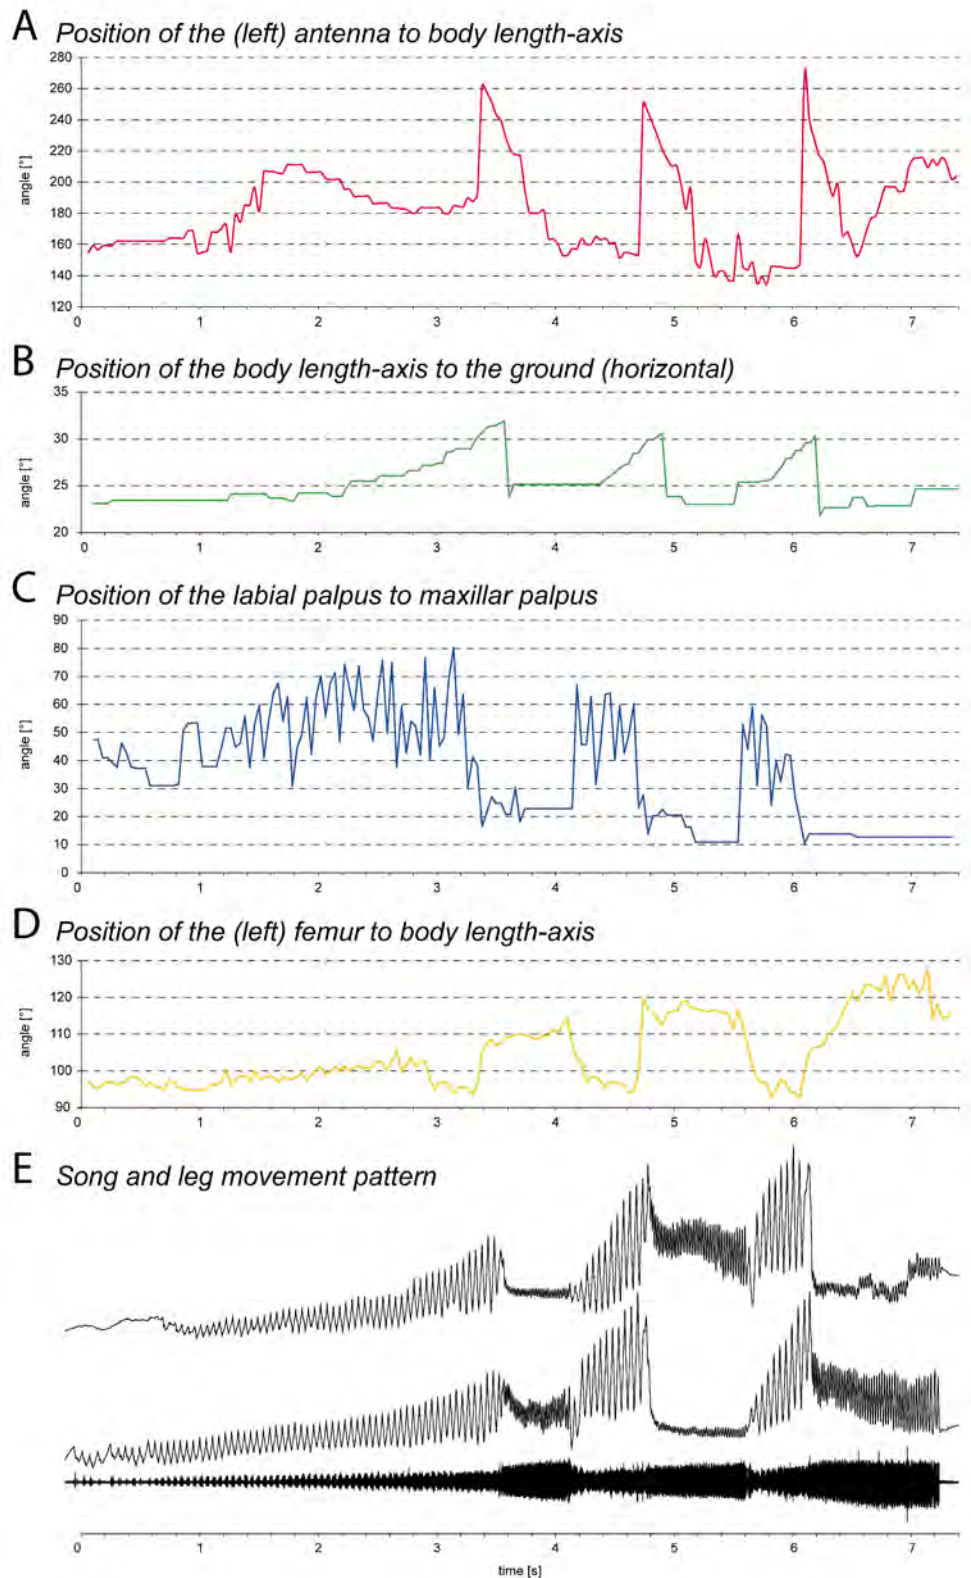 A Position of the (left) antenna to body length-axis
280
260
240
220
200
180
160
140
120
angle [°]
0 1 2 3 4 5 6 7
B Position of the body length-axis to the ground (horizontal)
35
30
25
20
angle [°]
0 1 2 3 4 5 6 7
C Position of the labial palpus to maxillar palpus
90
80
70
60
50
40
30
20
10
0
angle [°]
0 1 2 3 4 5 6 7
D Position of the (left) femur to body length-axis
130
120
110
100
90
angle [°]
0 1 2 3 4 5 6 7
E Song and leg movement pattern
0 1 2 3 4 5 6 7
time [s]